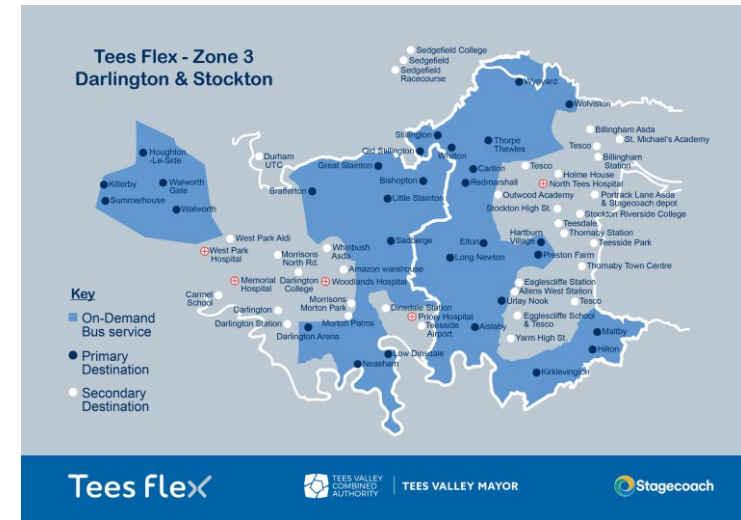 Tees Flex - Zone 3
Darlington & Stockton
Sedgefield College
Sedgefield
Sedgefield
Racecourse
Wynyard
Wolviston
Billingham Asda
St. Michael's Academy
Tesco
Billingham
Station
Stillington
Old Stillington
Whitton
Thorpe
Thewles
Houghton
-Le-Side
Killerby
Walworth
Gate
Summerhouse
Walworth
Durham
UTC
Great Stainton
Bishopton
Brafferton
Little Stainton
Carlton
Redmarshall
Tesco
Holme House
North Tees Hospital
Outwood Academy
Portrack Lane Asda
& Stagecoach depot
Stockton High St.
Stockton Riverside College
Teesdale
Thornaby Station
Teesside Park
Hartburn
Village
Elton
Preston Farm
Long Newton
Thornaby Town Centre
Sadberge
West Park Aldi
West Park
Hospital
Morrisons
North Rd.
Whinbush
Asda
Amazon warehouse
Memorial
Hospital
Darlington
College
Woodlands Hospital
Carmel
School
Morrisons
Morton Park
Darlington
Darlington Station
Morton Palms
Darlington Arena
Dinsdale Station
Priory Hospital
Teesside
Airport
Low Dinsdale
Neasham
Eaglescliffe Station
Allens West Station
Urlay Nook
Tesco
Egglescliffe School
& Tesco
Aislaby
Yarm High St.
Maltby
Hilton
Kirklevington
Key
On-Demand
Bus service
Primary
Destination
Secondary
Destination
Tees Flex
TEES VALLEY
COMBINED
AUTHORITY
TEES VALLEY MAYOR
Stagecoach